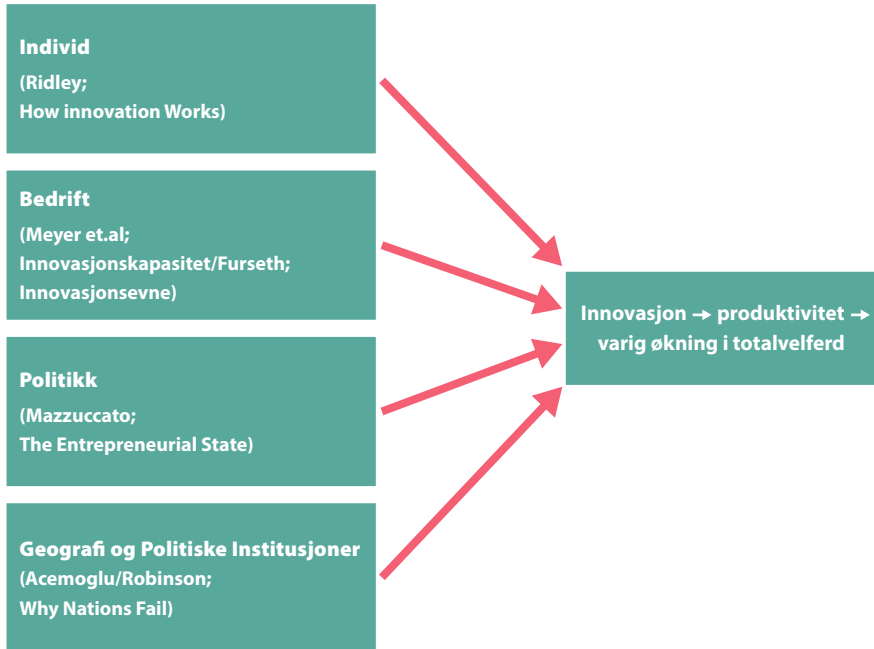 Individ
(Ridley;
How innovation Works)
Bedrift
(Meyer et.al;
Innovasjonskapasitet/Furseth;
Innovasjonsevne)
Politikk
(Mazzuccato;
The Entrepreneurial State)
Geografi og Politiske Institusjoner
(Acemoglu/Robinson;
Why Nations Fail)
Innovasjon → produktivitet →
varig økning i totalvelferd